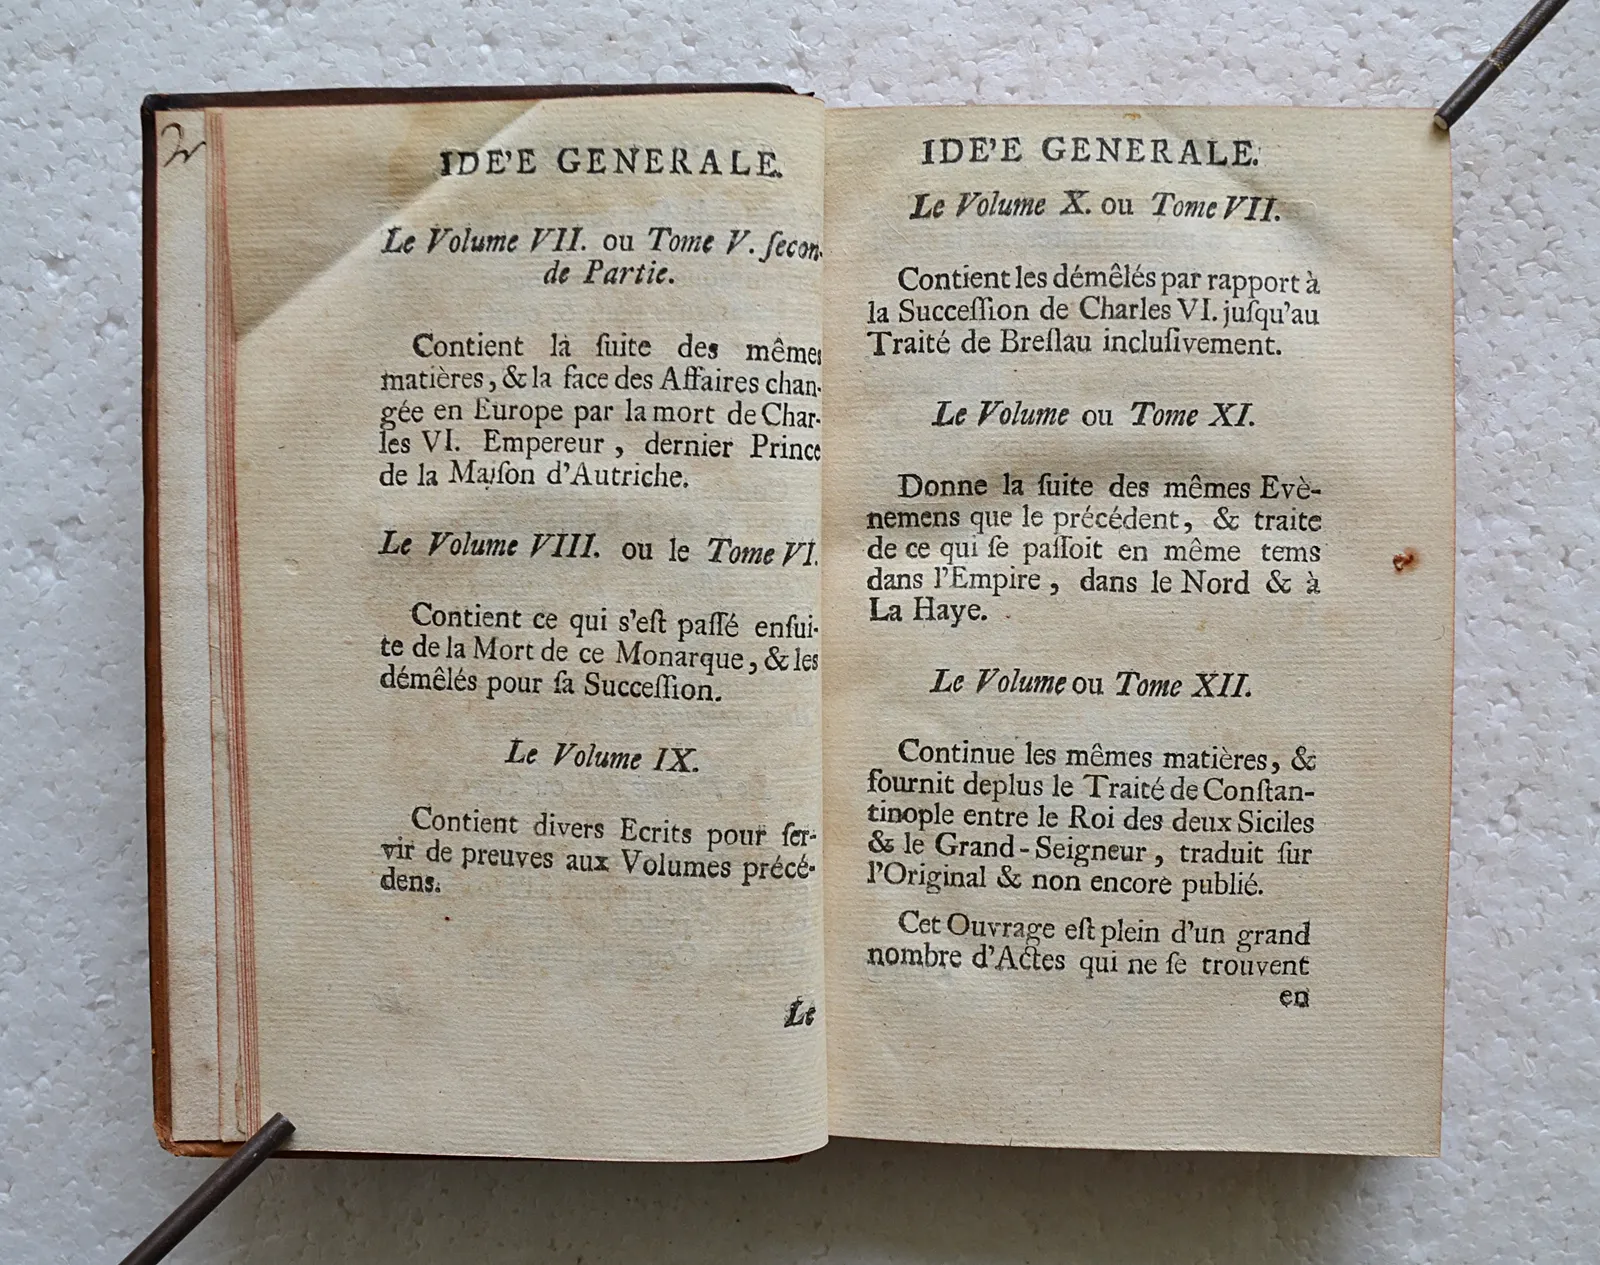 2
IDE'E GENERALE.
Le Volume VII. ou Tome V. ſecon-
de Partie.
Contient la ſuite des mêmes
matières, & la face des Affaires chan-
gée en Europe par la mort de Char-
les VI. Empereur, dernier Prince
de la Maiſon d'Autriche.
Le Volume VIII. ou le Tome VI.
Contient ce qui s'eſt paſſé enſui-
te de la Mort de ce Monarque, & les
démêlés pour ſa Succeſſion.
Le Volume IX.
Contient divers Ecrits pour ſer-
vir de preuves aux Volumes précé-
dens.
Le
IDE'E GENERALE.
Le Volume X. ou Tome VII.
Contient les démêlés par rapport à
la Succeſſion de Charles VI. juſqu'au
Traité de Breſlau incluſivement.
Le Volume ou Tome XI.
Donne la ſuite des mêmes Evè-
nemens que le précédent, & traite
de ce qui ſe paſſoit en même tems
dans l'Empire, dans le Nord & à
La Haye.
Le Volume ou Tome XII.
Continue les mêmes matières, &
fournit deplus le Traité de Conſtan-
tinople entre le Roi des deux Siciles
& le Grand-Seigneur, traduit ſur
l'Original & non encore publié.
Cet Ouvrage eſt plein d'un grand
nombre d'Actes qui ne ſe trouvent
en